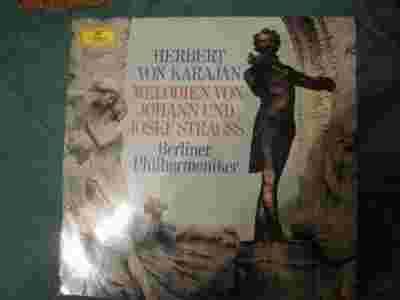 HERBERT
VON KARAJAN
MELODIEN VON
JOHANN UND
JOSEF STRAUSS
Berliner
Philharmoniker